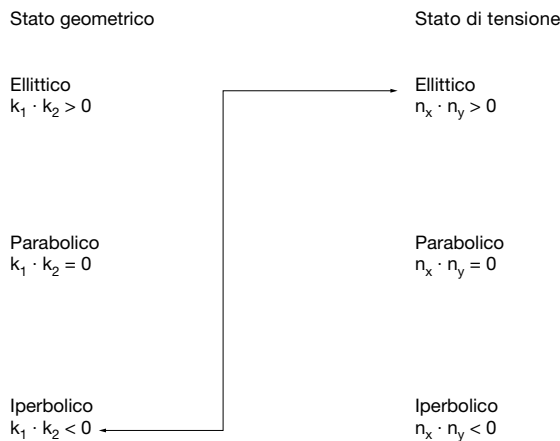 Stato geometrico
Stato di tensione
Ellittico
k₁ · k₂ > 0
Ellittico
nₓ · nᵧ > 0
Parabolico
k₁ · k₂ = 0
Parabolico
nₓ · nᵧ = 0
Iperbolico
k₁ · k₂ < 0
Iperbolico
nₓ · nᵧ < 0